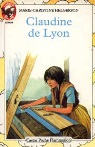 MARIE-CHRISTINE HELGERSON
Claudine
de Lyon
Castor Poche Flammarion